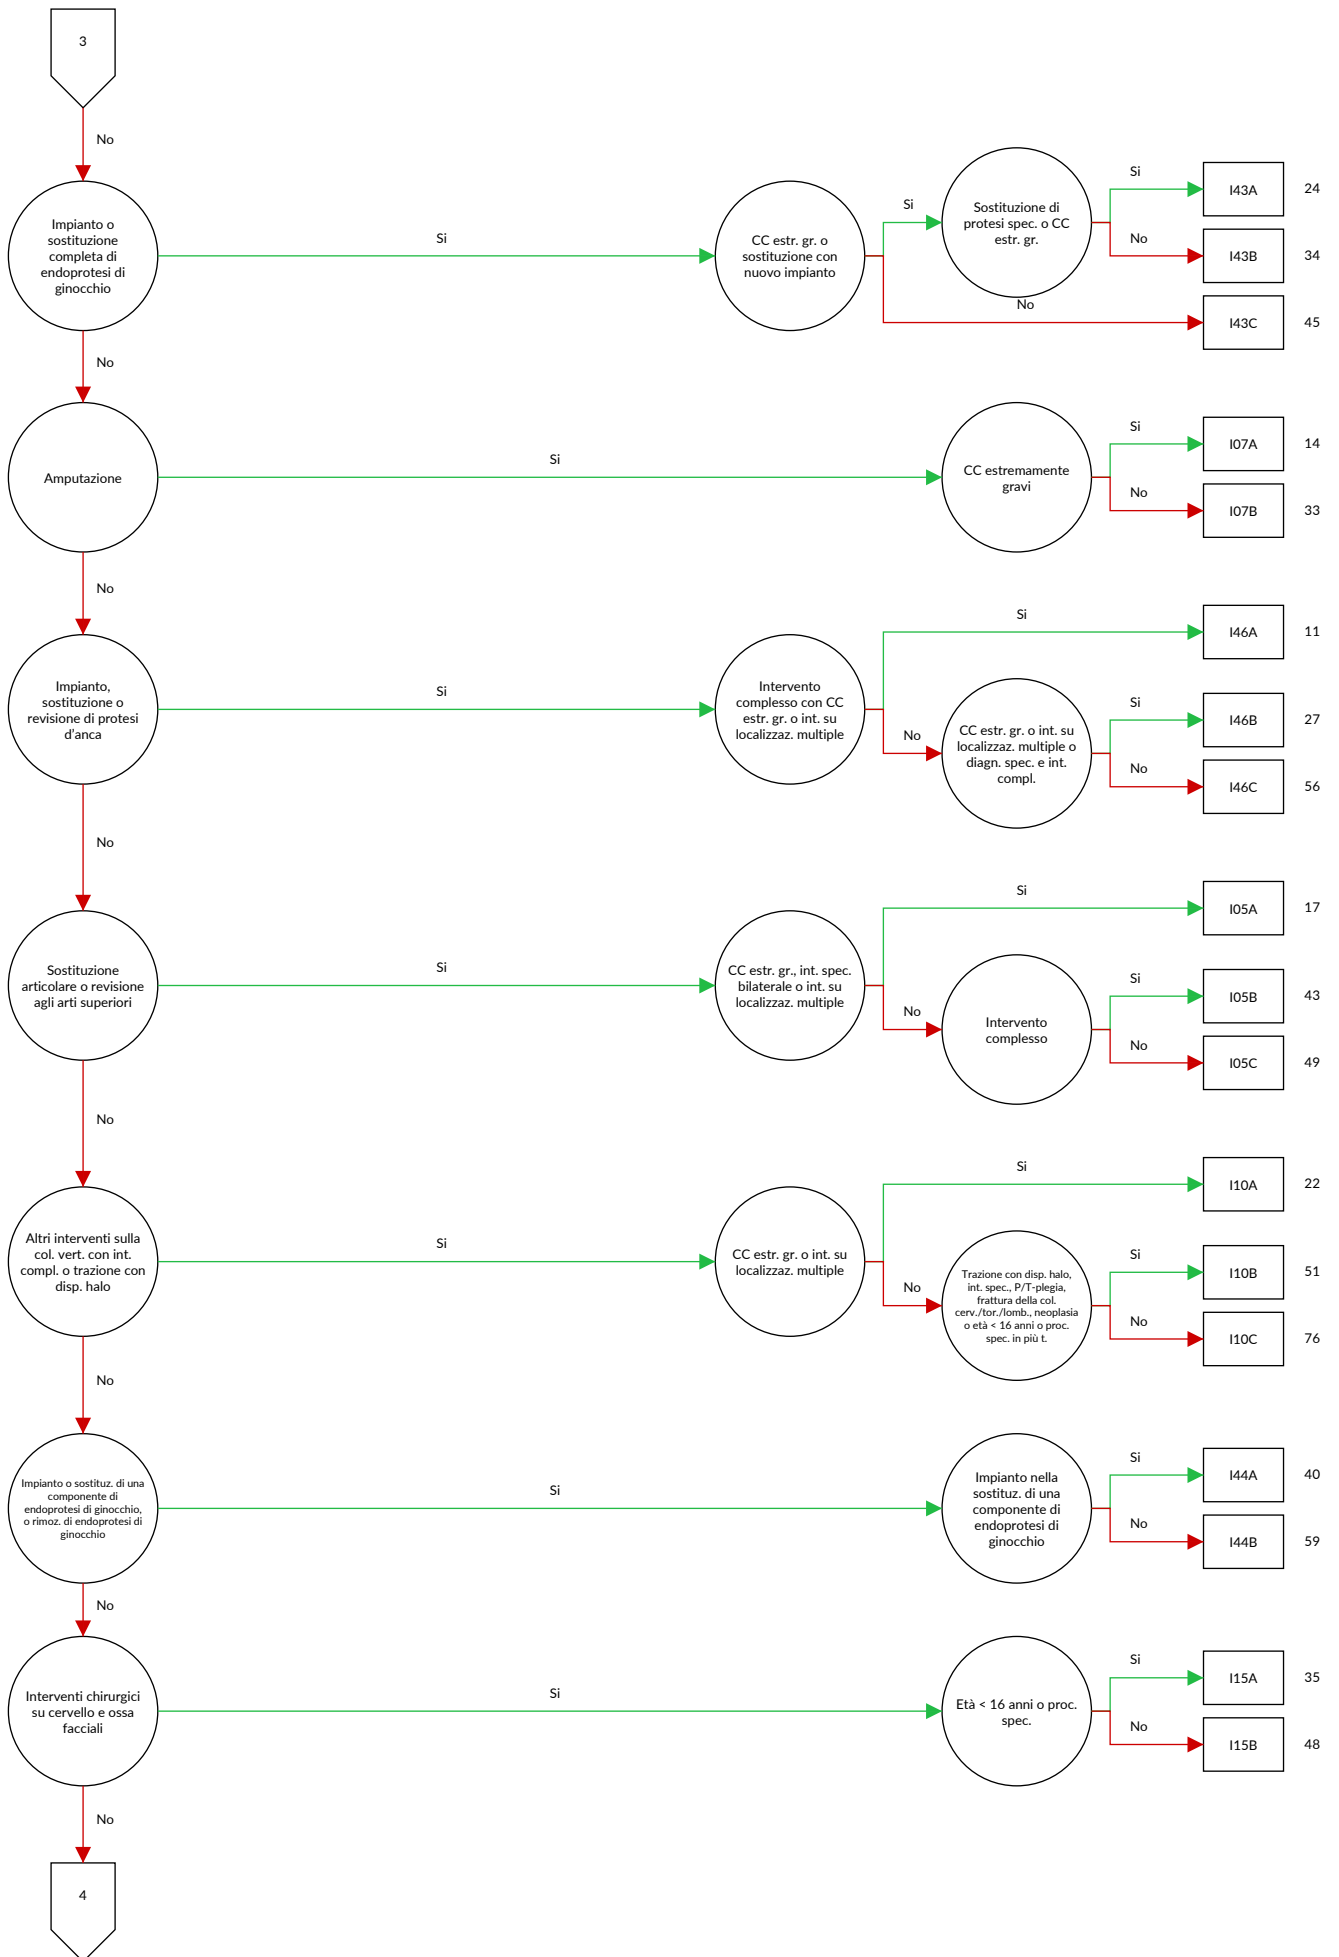 3
No
Impianto o
sostituzione
completa di
endoprotesi di
ginocchio
Si
CC estr. gr. o
sostituzione con
nuovo impianto
Si
Sostituzione di
protesi spec. o CC
estr. gr.
Si
I43A
24
No
I43B
34
No
I43C
45
No
Amputazione
Si
CC estremamente
gravi
Si
I07A
14
No
I07B
33
No
Impianto,
sostituzione o
revisione di protesi
d'anca
Si
Intervento
complesso con CC
estr. gr. o int. su
localizzaz. multiple
Si
I46A
11
No
CC estr. gr. o int. su
localizzaz. multiple o
diagn. spec. e int.
compl.
Si
I46B
27
No
I46C
56
No
Sostituzione
articolare o revisione
agli arti superiori
Si
CC estr. gr., int. spec.
bilaterale o int. su
localizzaz. multiple
Si
I05A
17
No
Intervento
complesso
Si
I05B
43
No
I05C
49
No
Altri interventi sulla
col. vert. con int.
compl. o trazione con
disp. halo
Si
CC estr. gr. o int. su
localizzaz. multiple
Si
I10A
22
No
Trazione con disp. halo,
int. spec., P/T-plegia,
frattura della col.
cerv./tor./lomb., neoplasia
o età < 16 anni o proc.
spec. in più t.
Si
I10B
51
No
I10C
76
No
Impianto o sostituz. di una
componente di
endoprotesi di ginocchio,
o rimoz. di endoprotesi di
ginocchio
Si
Impianto nella
sostituz. di una
componente di
endoprotesi di
ginocchio
Si
I44A
40
No
I44B
59
No
Interventi chirurgici
su cervello e ossa
facciali
Si
Età < 16 anni o proc.
spec.
Si
I15A
35
No
I15B
48
No
4